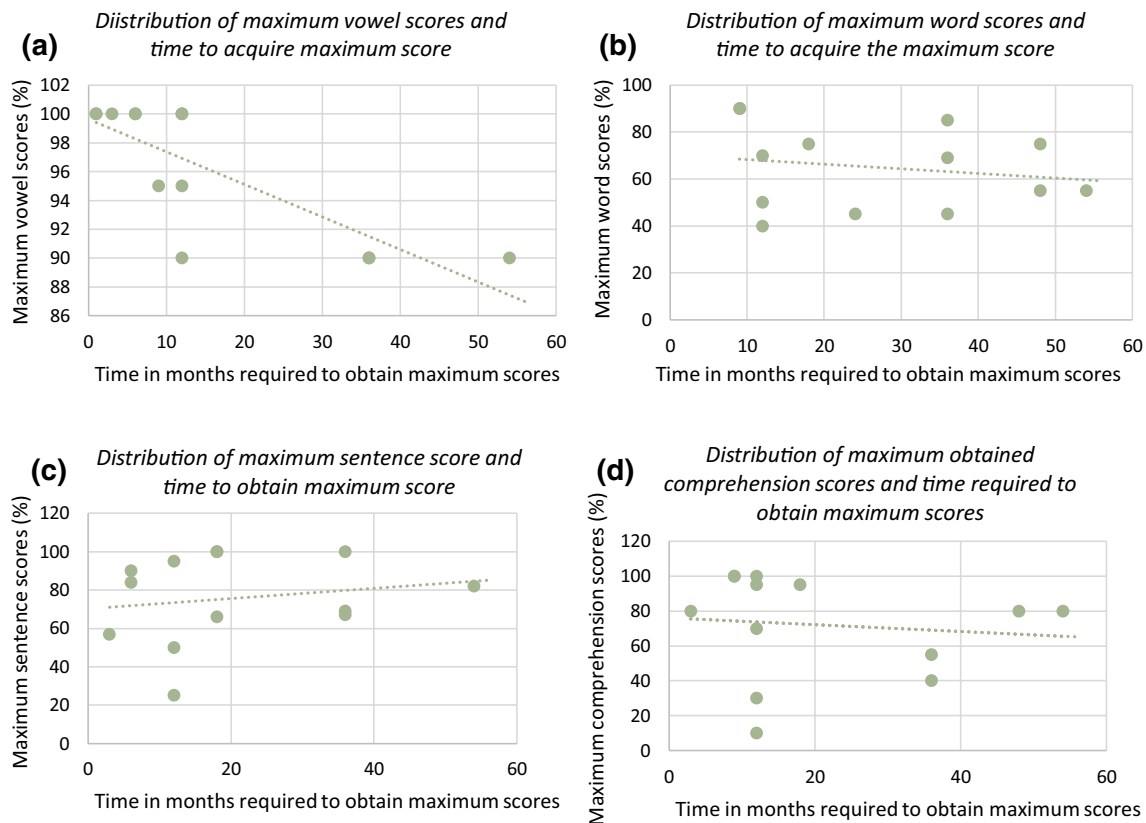 (a)
Diistribution of maximum vowel scores and
time to acquire maximum score
Maximum vowel scores (%)
102
100
98
96
94
92
90
88
86
0 10 20 30 40 50 60
Time in months required to obtain maximum scores
(b)
Distribution of maximum word scores and
time to acquire the maximum score
Maximum word scores (%)
100
80
60
40
20
0
0 10 20 30 40 50 60
Time in months required to obtain maximum scores
(c)
Distribution of maximum sentence score and
time to obtain maximum score
Maximum sentence scores (%)
120
100
80
60
40
20
0
0 20 40 60
Time in months required to obtain maximum scores
(d)
Distribution of maximum obtained
comprehension scores and time required to
obtain maximum scores
Maximum comprehension scores (%)
120
100
80
60
40
20
0
0 20 40 60
Time in months required to obtain maximum scores